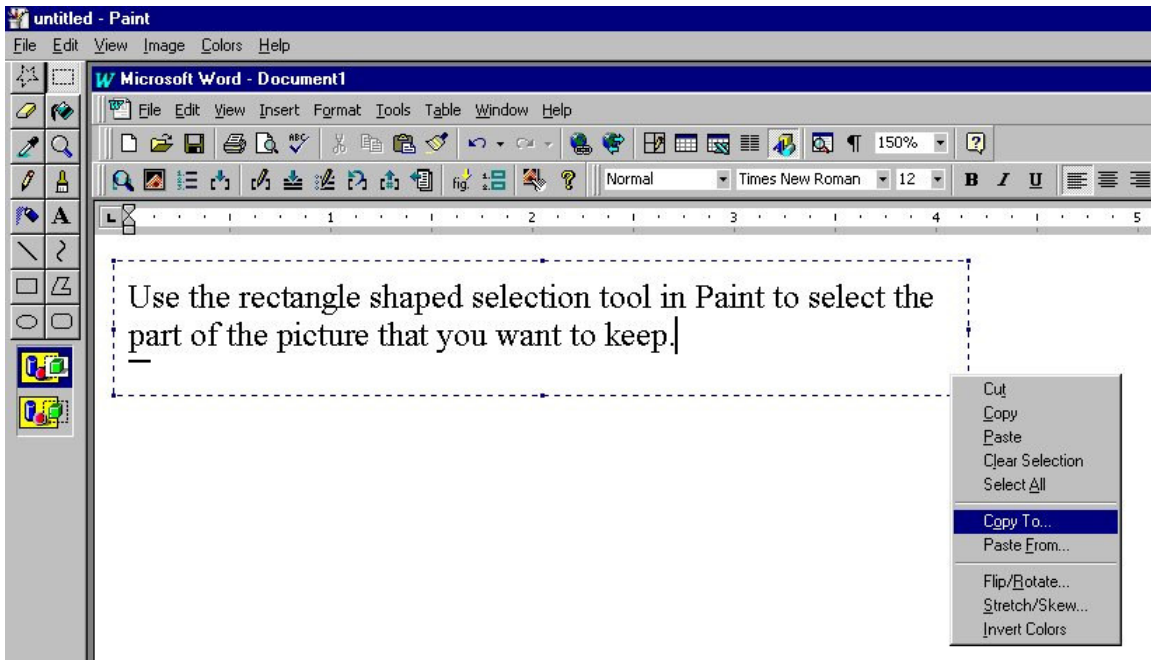 untitled - Paint
File Edit View Image Colors Help
Microsoft Word - Document1
File Edit View Insert Format Tools Table Window Help
ABC 150%
fig. Normal Times New Roman 12 B I U
A
1 2 3 4 5
Use the rectangle shaped selection tool in Paint to select the
part of the picture that you want to keep.
Cut
Copy
Paste
Clear Selection
Select All
Copy To...
Paste From...
Flip/Rotate...
Stretch/Skew...
Invert Colors